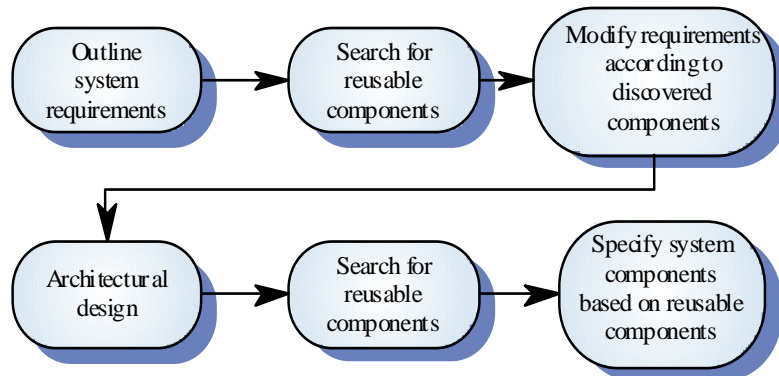 Outline
system
requirements
Search for
reusable
components
Modify requirements
according to
discovered
components
Architectural
design
Search for
reusable
components
Specify system
components
based on reusable
components